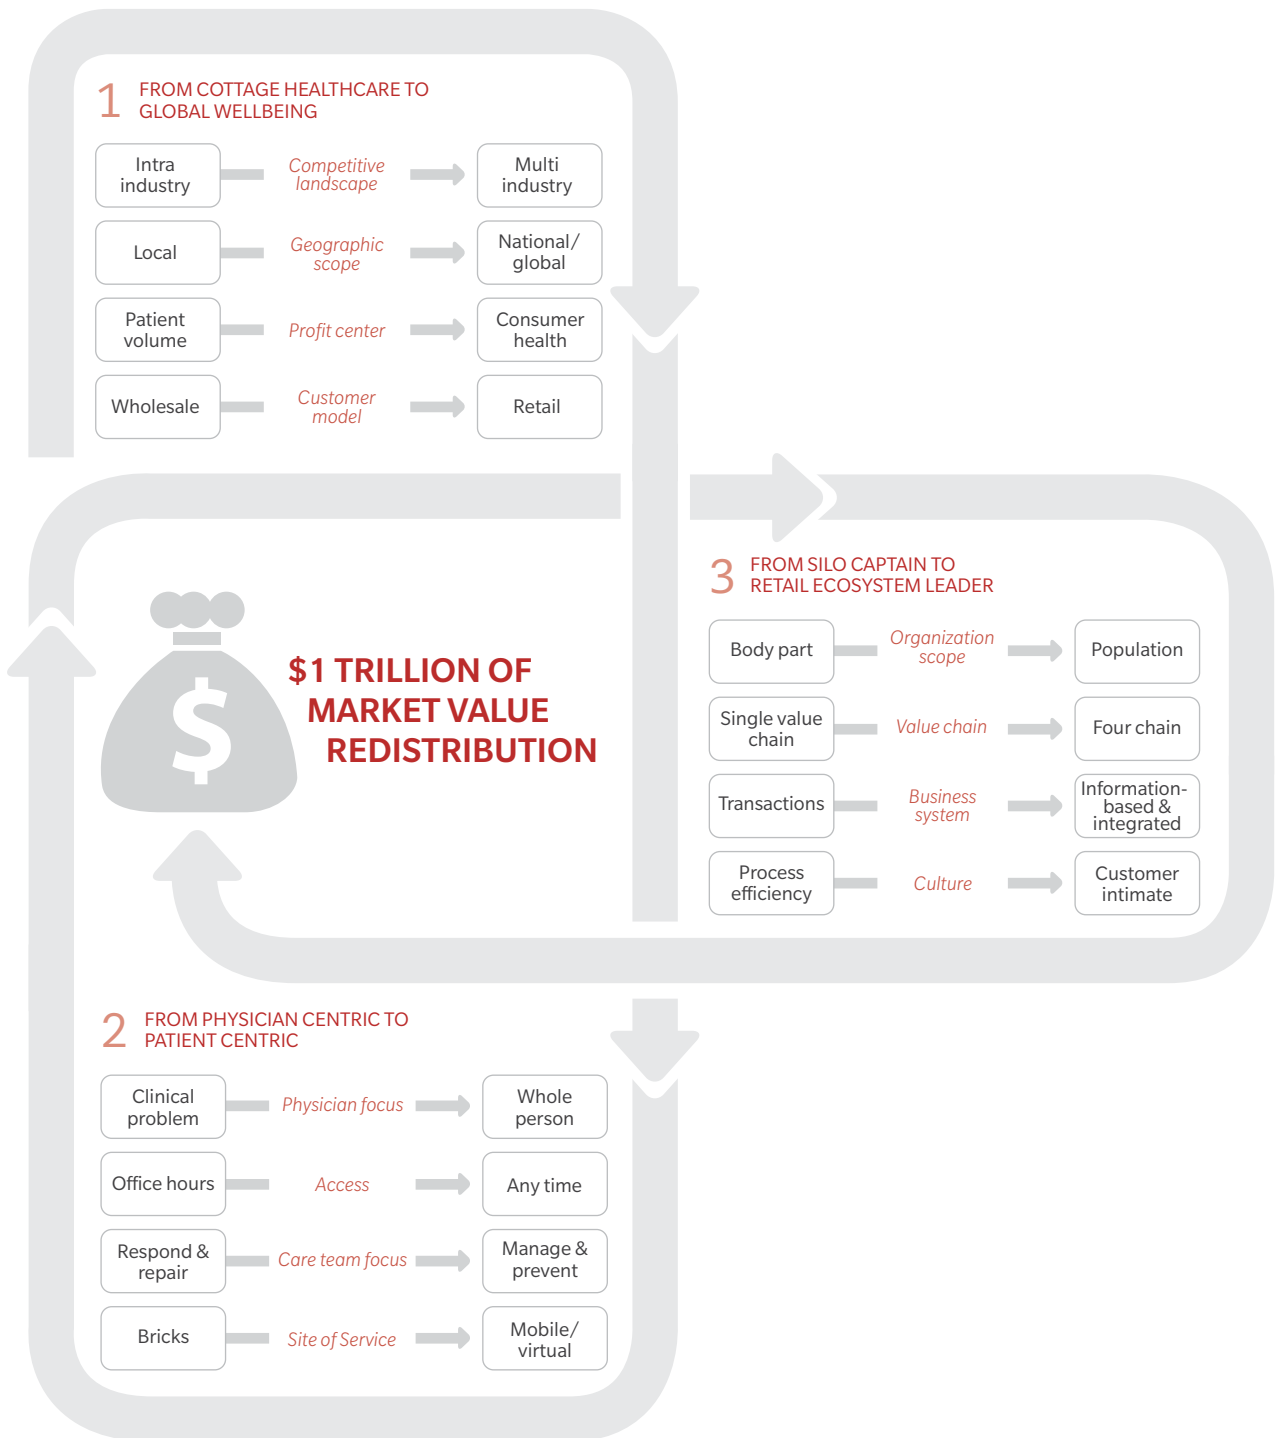 1
FROM COTTAGE HEALTHCARE TO
GLOBAL WELLBEING
Intra
industry
Competitive
landscape
Multi
industry
Local
Geographic
scope
National/
global
Patient
volume
Profit center
Consumer
health
Wholesale
Customer
model
Retail
$
$1 TRILLION OF
MARKET VALUE
REDISTRIBUTION
3
FROM SILO CAPTAIN TO
RETAIL ECOSYSTEM LEADER
Body part
Organization
scope
Population
Single value
chain
Value chain
Four chain
Transactions
Business
system
Information-
based &
integrated
Process
efficiency
Culture
Customer
intimate
2
FROM PHYSICIAN CENTRIC TO
PATIENT CENTRIC
Clinical
problem
Physician focus
Whole
person
Office hours
Access
Any time
Respond &
repair
Care team focus
Manage &
prevent
Bricks
Site of Service
Mobile/
virtual